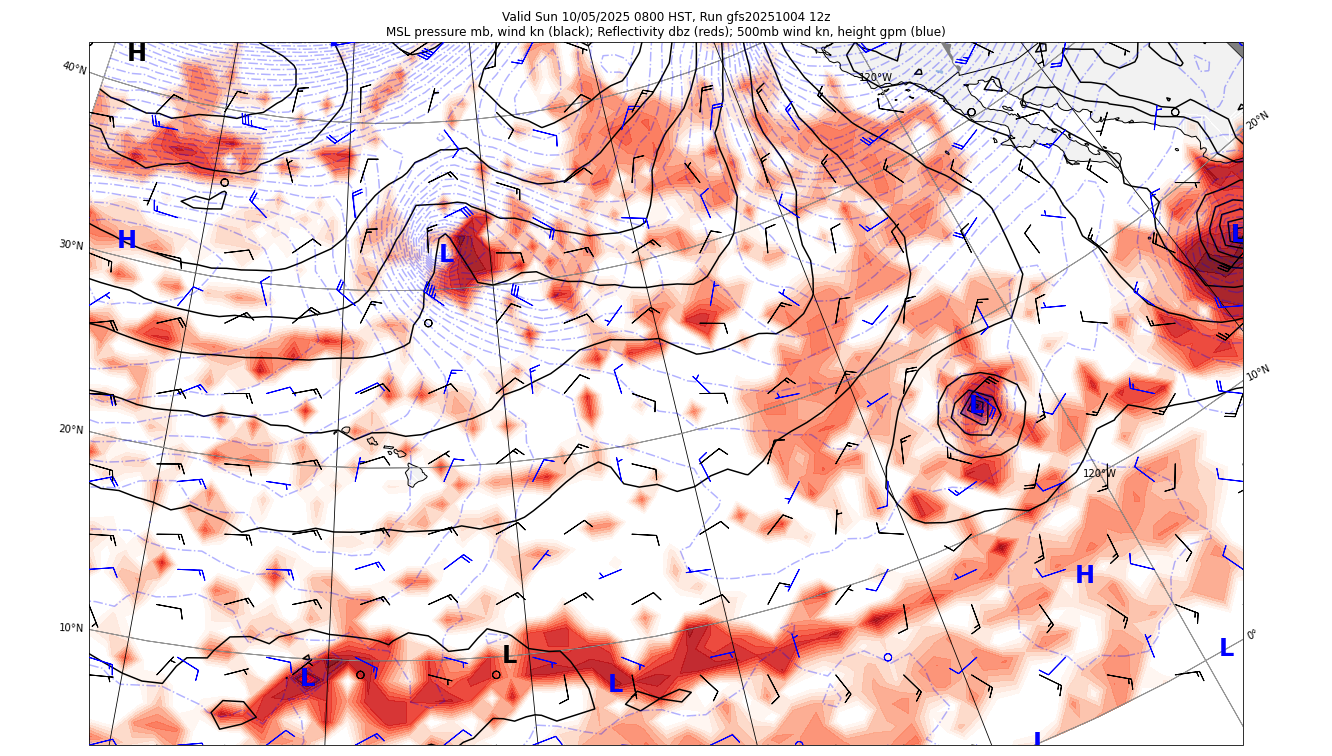 Valid Sun 10/05/2025 0800 HST, Run gfs20251004 12z
MSL pressure mb, wind kn (black); Reflectivity dbz (reds); 500mb wind kn, height gpm (blue)
H
40°N
120°W
20°N
H
30°N
L
L
10°N
L
20°N
120°W
H
10°N
0°
L
L
L
L
L